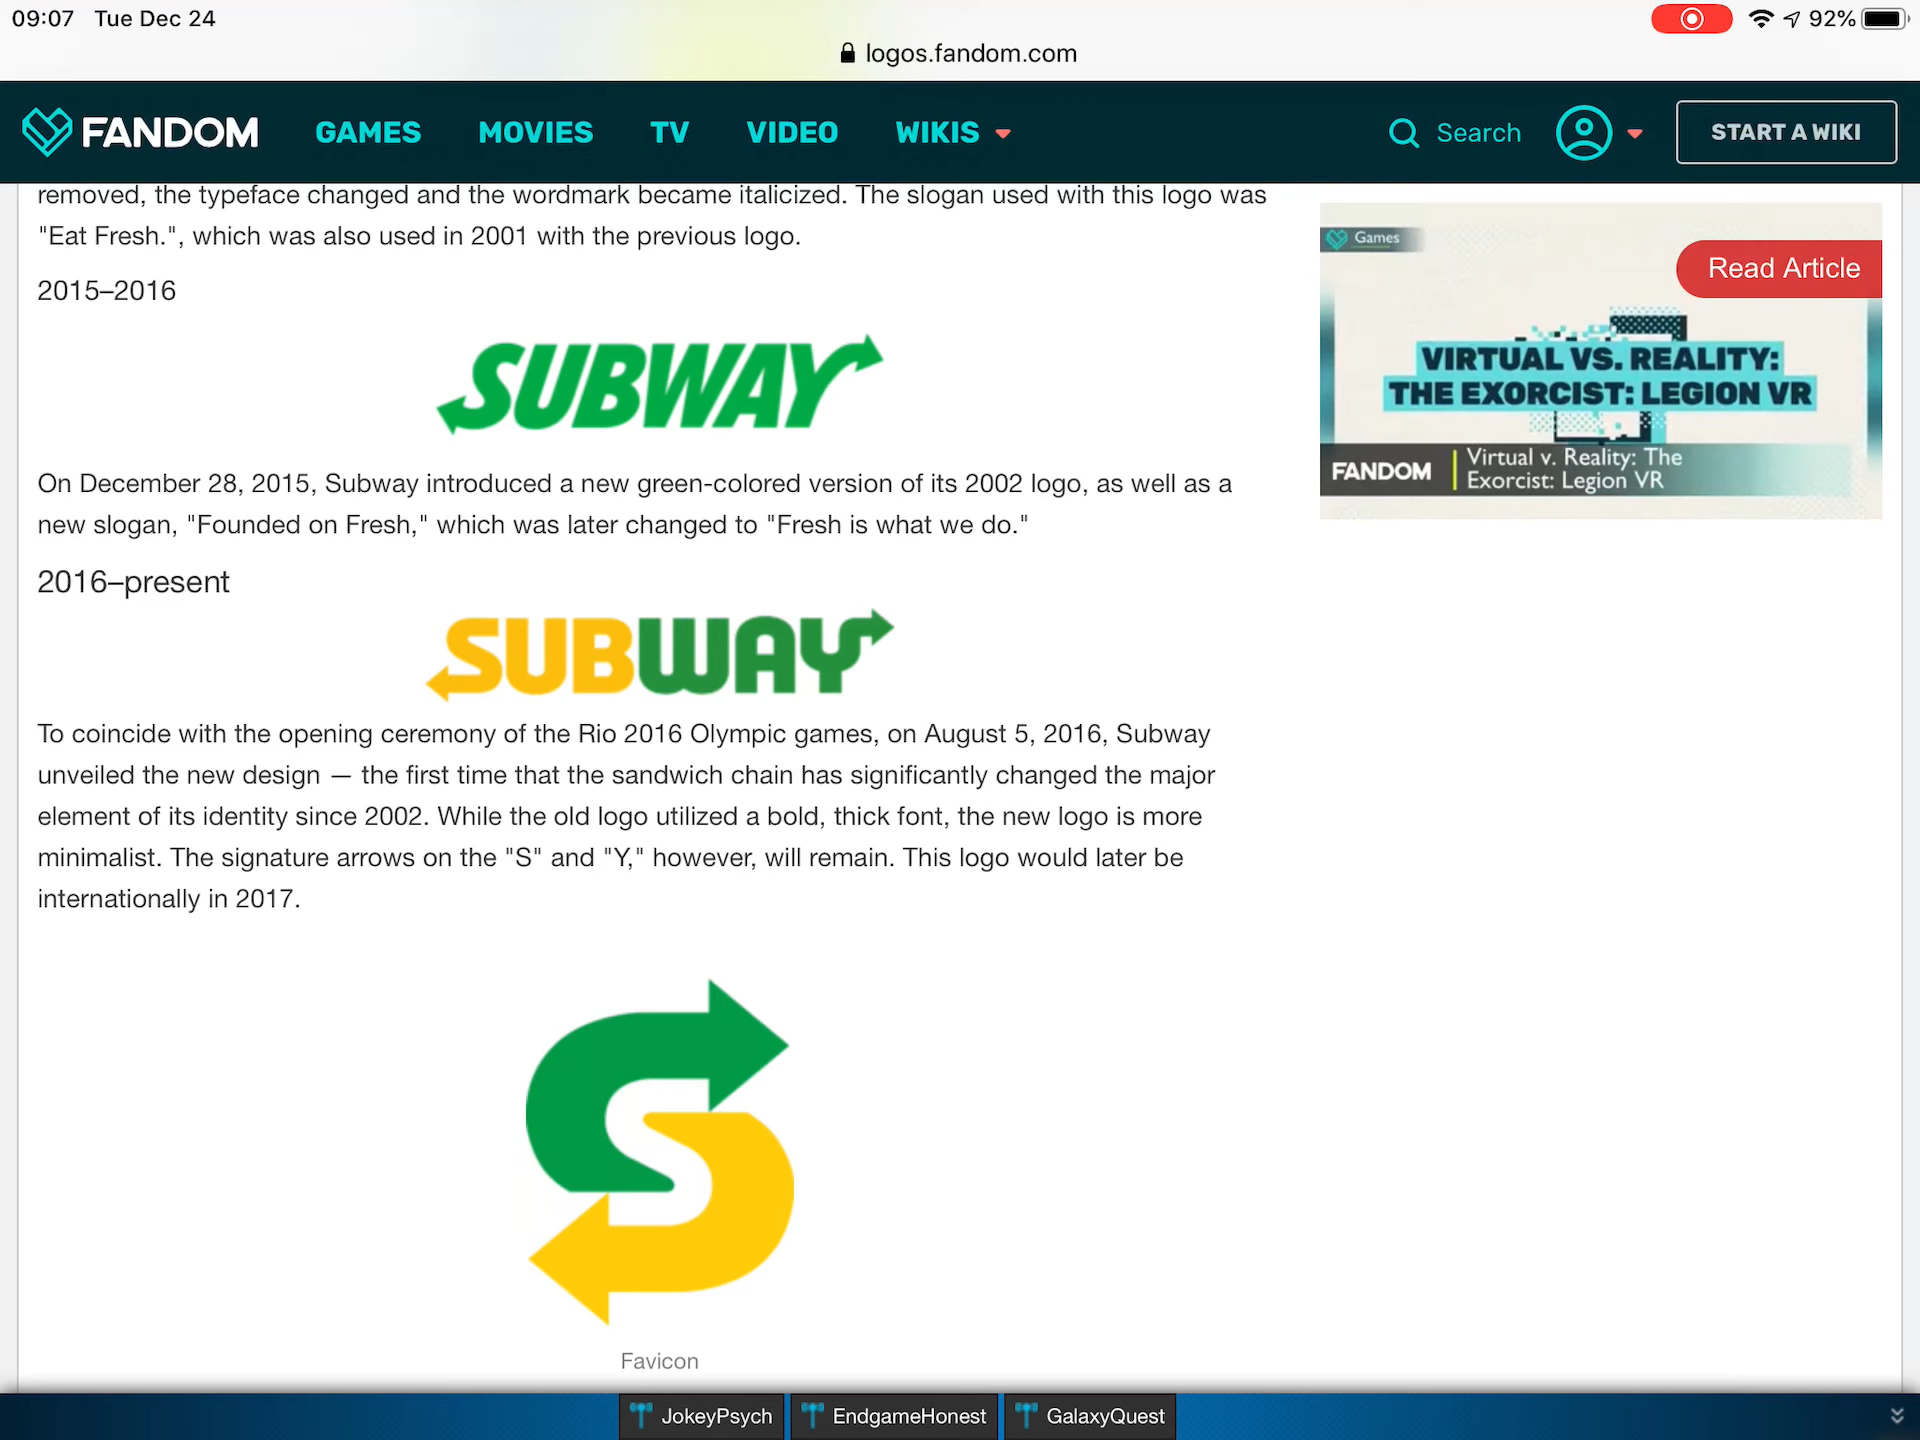 09:07 Tue Dec 24
92%
logos.fandom.com
FANDOM GAMES MOVIES TV VIDEO WIKIS Search START A WIKI
removed, the typeface changed and the wordmark became italicized. The slogan used with this logo was
"Eat Fresh.", which was also used in 2001 with the previous logo.
2015–2016
SUBWAY
On December 28, 2015, Subway introduced a new green-colored version of its 2002 logo, as well as a
new slogan, "Founded on Fresh," which was later changed to "Fresh is what we do."
2016–present
SUBWAY
To coincide with the opening ceremony of the Rio 2016 Olympic games, on August 5, 2016, Subway
unveiled the new design — the first time that the sandwich chain has significantly changed the major
element of its identity since 2002. While the old logo utilized a bold, thick font, the new logo is more
minimalist. The signature arrows on the "S" and "Y," however, will remain. This logo would later be
internationally in 2017.
S
Favicon
Games
Read Article
VIRTUAL VS. REALITY:
THE EXORCIST: LEGION VR
FANDOM
Virtual v. Reality: The
Exorcist: Legion VR
JokeyPsych EndgameHonest GalaxyQuest